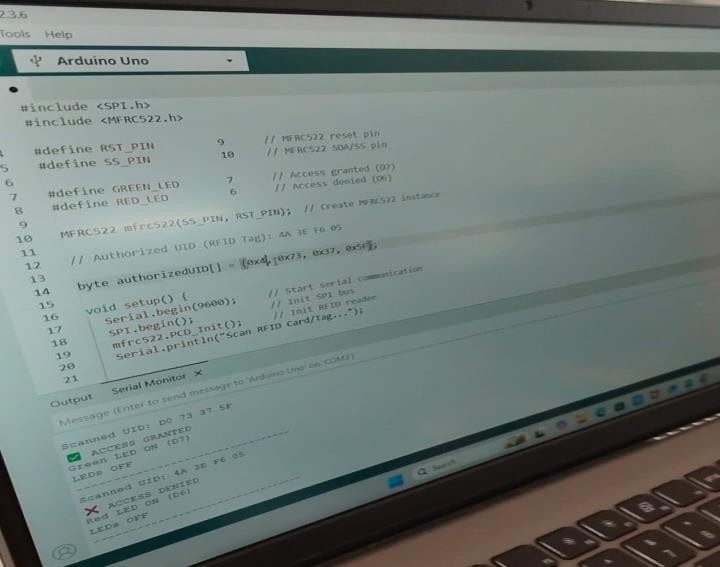 2.3.6
Tools Help
Arduino Uno
#include <SPI.h>
#include <MFRC522.h>
4 #define RST_PIN 9 // MFRC522 reset pin
5 #define SS_PIN 10 // MFRC522 SDA/SS pin
6
7 #define GREEN_LED 7 // Access granted (D7)
8 #define RED_LED 6 // Access denied (D6)
9
10 MFRC522 mfrc522(SS_PIN, RST_PIN); // Create MFRC522 instance
11
12 // Authorized UID (RFID Tag): 4A 3E F6 05
13
14 byte authorizedUID[] = {0x4, 0x73, 0x37, 0x5F};
15
16 void setup() {
17 Serial.begin(9600); // Start serial communication
18 SPI.begin(); // Init SPI bus
19 mfrc522.PCD_Init(); // Init RFID reader
20 Serial.println("Scan RFID Card/Tag...");
21
Output Serial Monitor ×
Message (Enter to send message to 'Arduino Uno' on COM3')
Scanned UID: D0 73 37 5F
✅ ACCESS GRANTED
Green LED ON (D7)
LEDs OFF
------------------------------
Scanned UID: 4A 3E F6 05
❌ ACCESS DENIED
Red LED ON (D6)
LEDs OFF
------------------------------
Search